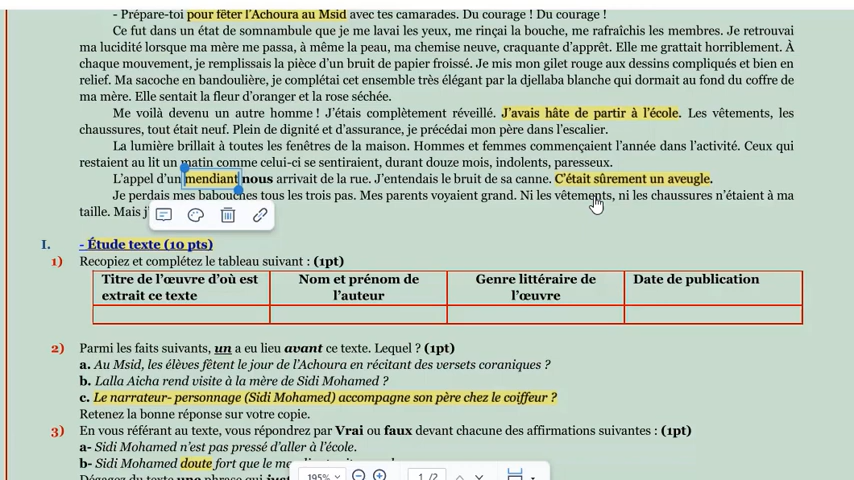 - Prépare-toi pour fêter l'Achoura au Msid avec tes camarades. Du courage ! Du courage !
Ce fut dans un état de somnambule que je me lavai les yeux, me rinçai la bouche, me rafraîchis les membres. Je retrouvai
ma lucidité lorsque ma mère me passa, à même la peau, ma chemise neuve, craquante d'apprêt. Elle me grattait horriblement. À
chaque mouvement, je remplissais la pièce d'un bruit de papier froissé. Je mis mon gilet rouge aux dessins compliqués et bien en
relief. Ma sacoche en bandoulière, je complétai cet ensemble très élégant par la djellaba blanche qui dormait au fond du coffre de
ma mère. Elle sentait la fleur d'oranger et la rose séchée.
Me voilà devenu un autre homme ! J'étais complètement réveillé. J'avais hâte de partir à l'école. Les vêtements, les
chaussures, tout était neuf. Plein de dignité et d'assurance, je précédai mon père dans l'escalier.
La lumière brillait à toutes les fenêtres de la maison. Hommes et femmes commençaient l'année dans l'activité. Ceux qui
restaient au lit un matin comme celui-ci se sentiraient, durant douze mois, indolents, paresseux.
L'appel d'un mendiant nous arrivait de la rue. J'entendais le bruit de sa canne. C'était sûrement un aveugle.
Je perdais mes babouches tous les trois pas. Mes parents voyaient grand. Ni les vêtements, ni les chaussures n'étaient à ma
taille. Mais
I. - Étude texte (10 pts)
1) Recopiez et complétez le tableau suivant : (1pt)
Titre de l'œuvre d'où est extrait ce texte
Nom et prénom de l'auteur
Genre littéraire de l'œuvre
Date de publication
2) Parmi les faits suivants, un a eu lieu avant ce texte. Lequel ? (1pt)
a. Au Msid, les élèves fêtent le jour de l'Achoura en récitant des versets coraniques ?
b. Lalla Aicha rend visite à la mère de Sidi Mohamed ?
c. Le narrateur- personnage (Sidi Mohamed) accompagne son père chez le coiffeur ?
Retenez la bonne réponse sur votre copie.
3) En vous référant au texte, vous répondrez par Vrai ou faux devant chacune des affirmations suivantes : (1pt)
a- Sidi Mohamed n'est pas pressé d'aller à l'école.
b- Sidi Mohamed doute fort que le
195% 1 / 2